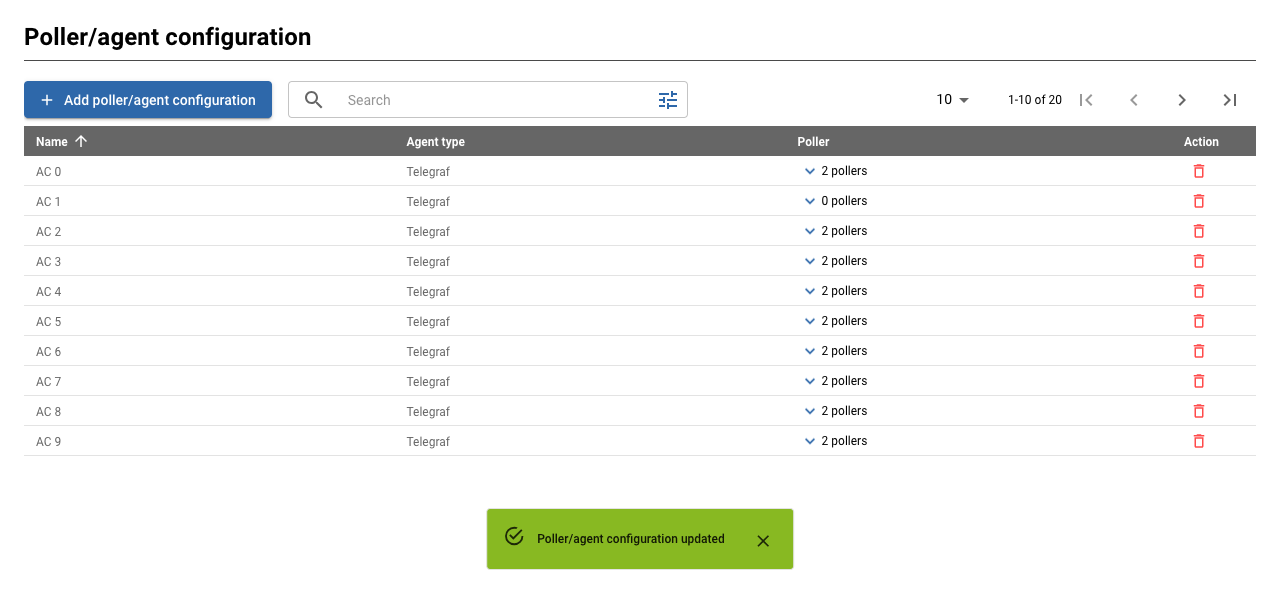 Poller/agent configuration
Add poller/agent configuration
Search
10
1-10 of 20
Name Agent type Poller Action
AC 0 Telegraf 2 pollers
AC 1 Telegraf 0 pollers
AC 2 Telegraf 2 pollers
AC 3 Telegraf 2 pollers
AC 4 Telegraf 2 pollers
AC 5 Telegraf 2 pollers
AC 6 Telegraf 2 pollers
AC 7 Telegraf 2 pollers
AC 8 Telegraf 2 pollers
AC 9 Telegraf 2 pollers
Poller/agent configuration updated